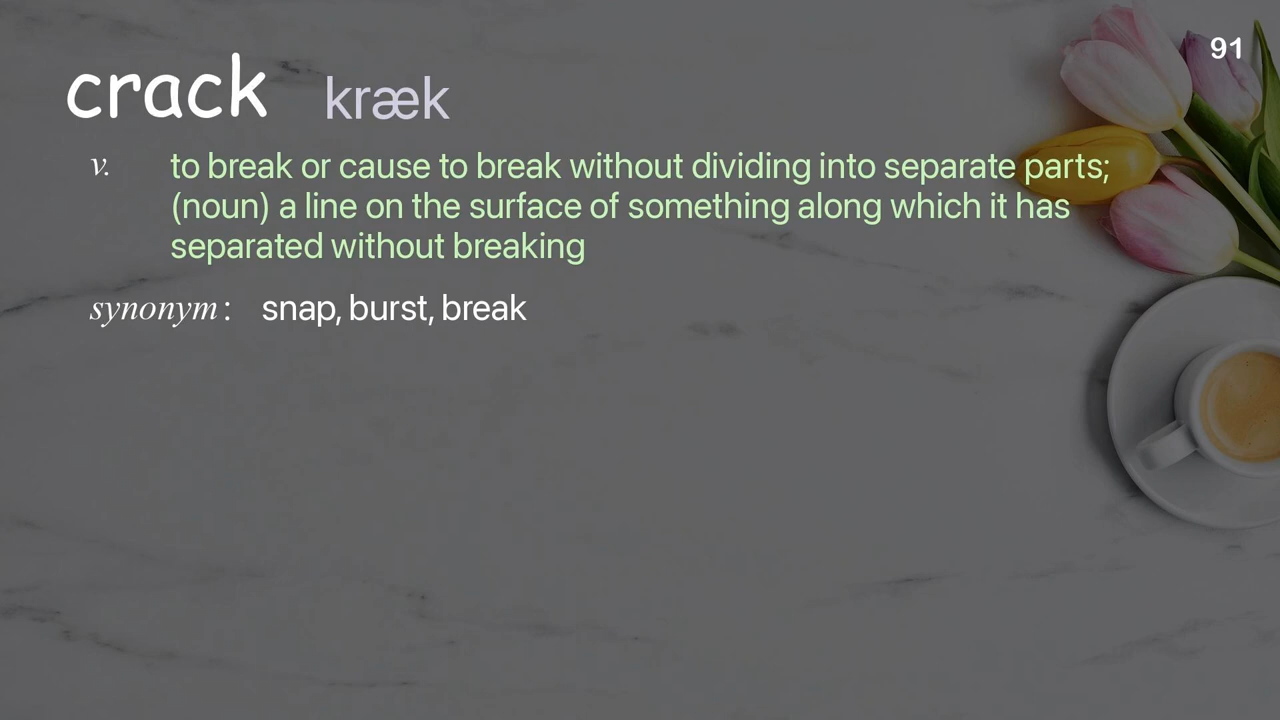 91
crack kræk
v. to break or cause to break without dividing into separate parts;
(noun) a line on the surface of something along which it has
separated without breaking
synonym: snap, burst, break